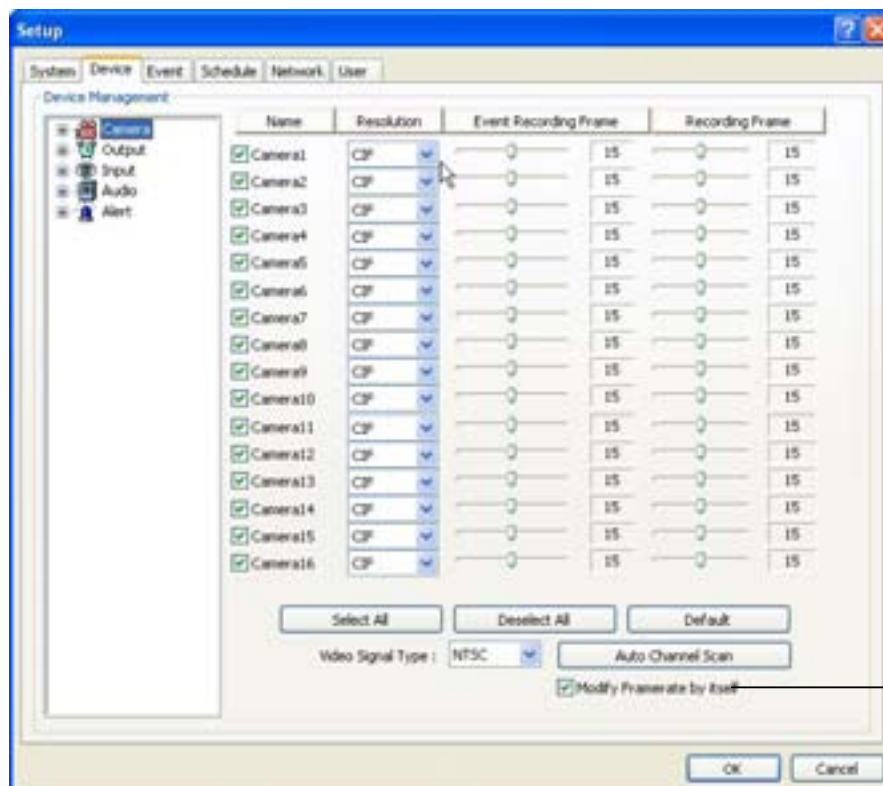 Setup
System Device Event Schedule Network User
Device Management
Camera
Output
Input
Audio
Alert
Name Resolution Event Recording Frame Recording Frame
Camera1 CIF 15 15
Camera2 CIF 15 15
Camera3 CIF 15 15
Camera4 CIF 15 15
Camera5 CIF 15 15
Camera6 CIF 15 15
Camera7 CIF 15 15
Camera8 CIF 15 15
Camera9 CIF 15 15
Camera10 CIF 15 15
Camera11 CIF 15 15
Camera12 CIF 15 15
Camera13 CIF 15 15
Camera14 CIF 15 15
Camera15 CIF 15 15
Camera16 CIF 15 15
Select All Deselect All Default
Video Signal Type : NTSC Auto Channel Scan
Modify Framerate by itself
OK Cancel